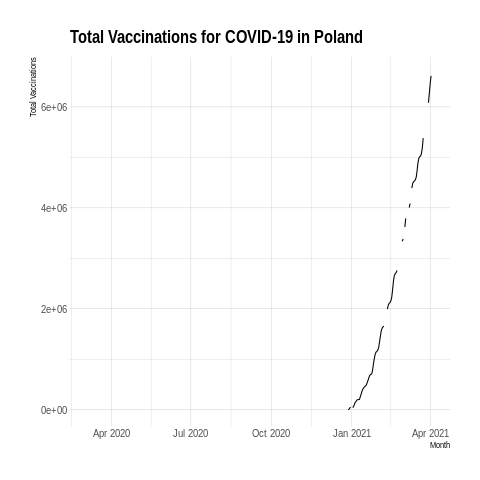 Total Vaccinations for COVID-19 in Poland
Total Vaccinations
6e+06
4e+06
2e+06
0e+00
Apr 2020 Jul 2020 Oct 2020 Jan 2021 Apr 2021
Month